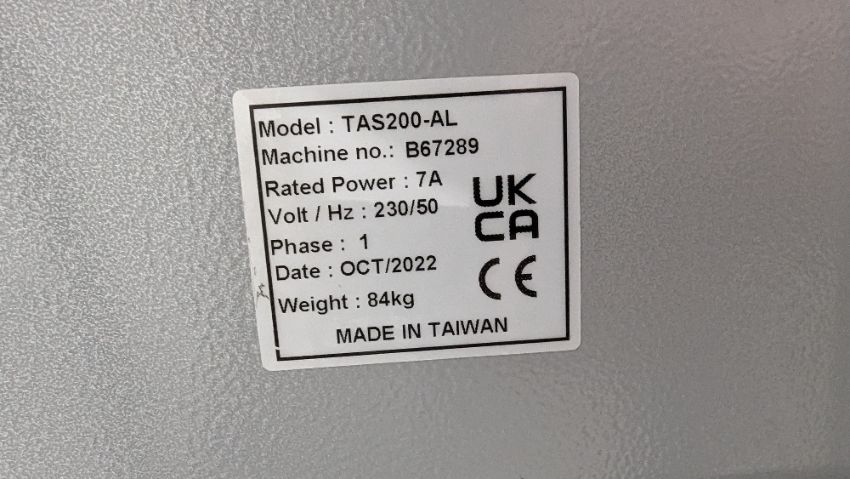 Model : TAS200-AL
Machine no.: B67289
Rated Power : 7A
Volt / Hz : 230/50
Phase : 1
Date : OCT/2022
Weight : 84kg
MADE IN TAIWAN
UK
CA
CE